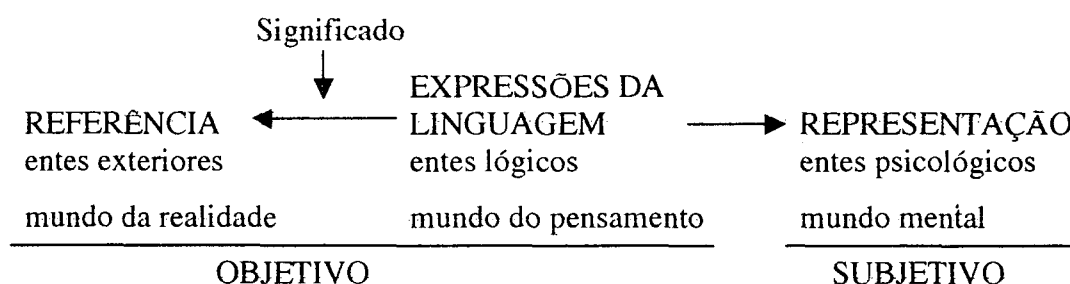 Significado
EXPRESSÕES DA
REFERÊNCIA LINGUAGEM REPRESENTAÇÃO
entes exteriores entes lógicos entes psicológicos
mundo da realidade mundo do pensamento mundo mental
OBJETIVO SUBJETIVO